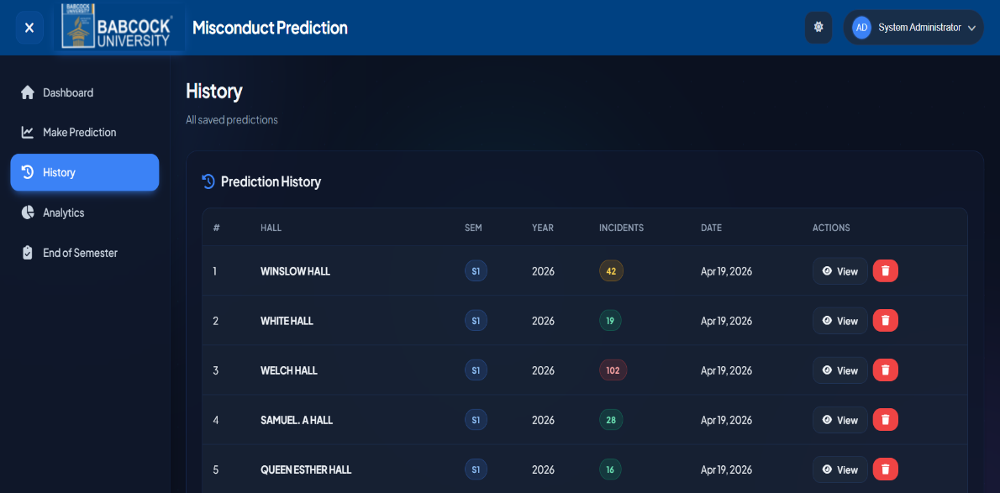 BABCOCK UNIVERSITY
BABCOCK
UNIVERSITY
Misconduct Prediction
AD System Administrator
Dashboard
Make Prediction
History
Analytics
End of Semester
History
All saved predictions
Prediction History
# HALL SEM YEAR INCIDENTS DATE ACTIONS
1 WINSLOW HALL S1 2026 42 Apr 19, 2026 View
2 WHITE HALL S1 2026 19 Apr 19, 2026 View
3 WELCH HALL S1 2026 102 Apr 19, 2026 View
4 SAMUEL. A HALL S1 2026 28 Apr 19, 2026 View
5 QUEEN ESTHER HALL S1 2026 16 Apr 19, 2026 View